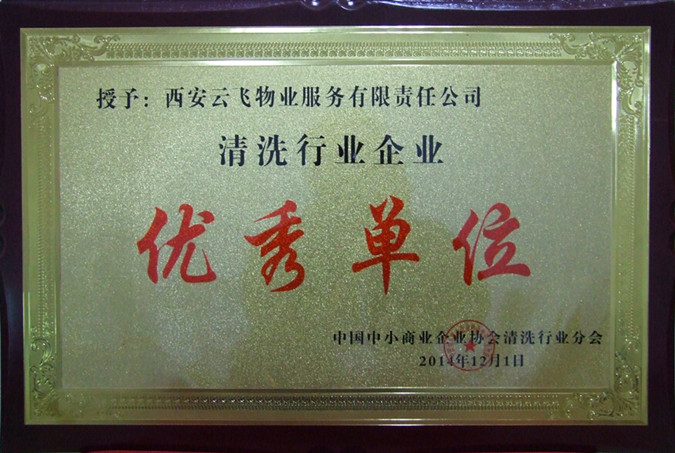 授予：西安云飞物业服务有限责任公司
清洗行业企业
优秀单位
中国中小商业企业协会清洗行业分会
2014年12月1日